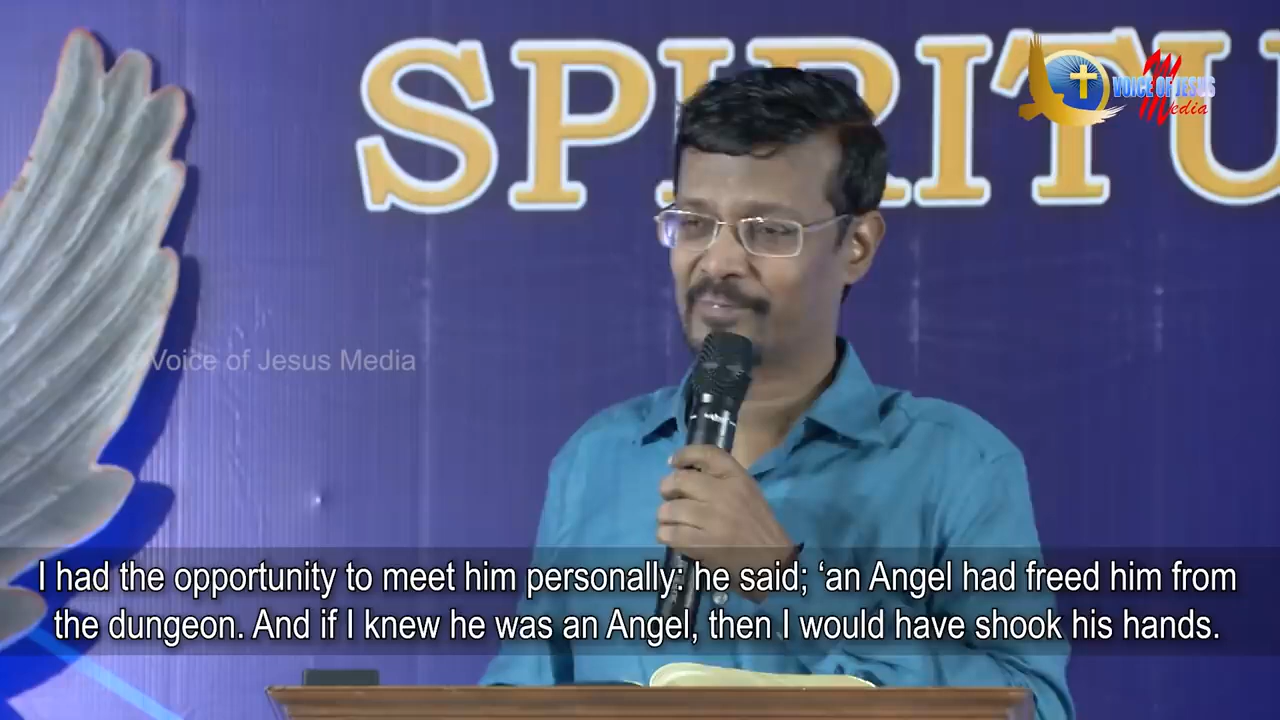 SPIRITU
VOICE OF JESUS
Media
Voice of Jesus Media
I had the opportunity to meet him personally: he said; ‘an Angel had freed him from
the dungeon. And if I knew he was an Angel, then I would have shook his hands.